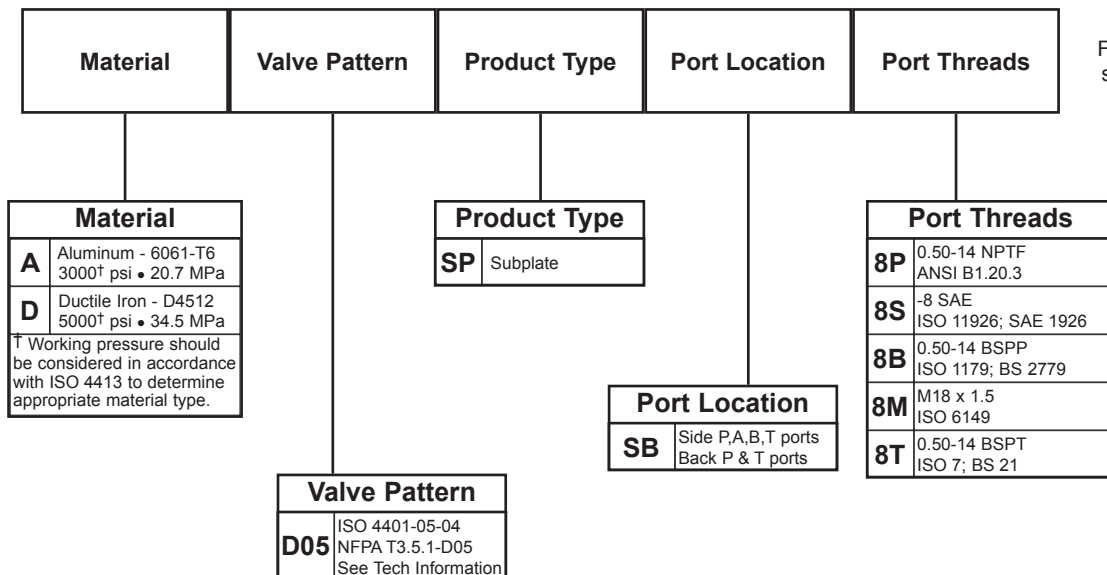 Material
Valve Pattern
Product Type
Port Location
Port Threads
Material
A
Aluminum - 6061-T6
3000† psi • 20.7 MPa
D
Ductile Iron - D4512
5000† psi • 34.5 MPa
† Working pressure should
be considered in accordance
with ISO 4413 to determine
appropriate material type.
Valve Pattern
D05
ISO 4401-05-04
NFPA T3.5.1-D05
See Tech Information
Product Type
SP
Subplate
Port Location
SB
Side P,A,B,T ports
Back P & T ports
Port Threads
8P
0.50-14 NPTF
ANSI B1.20.3
8S
-8 SAE
ISO 11926; SAE 1926
8B
0.50-14 BSPP
ISO 1179; BS 2779
8M
M18 x 1.5
ISO 6149
8T
0.50-14 BSPT
ISO 7; BS 21